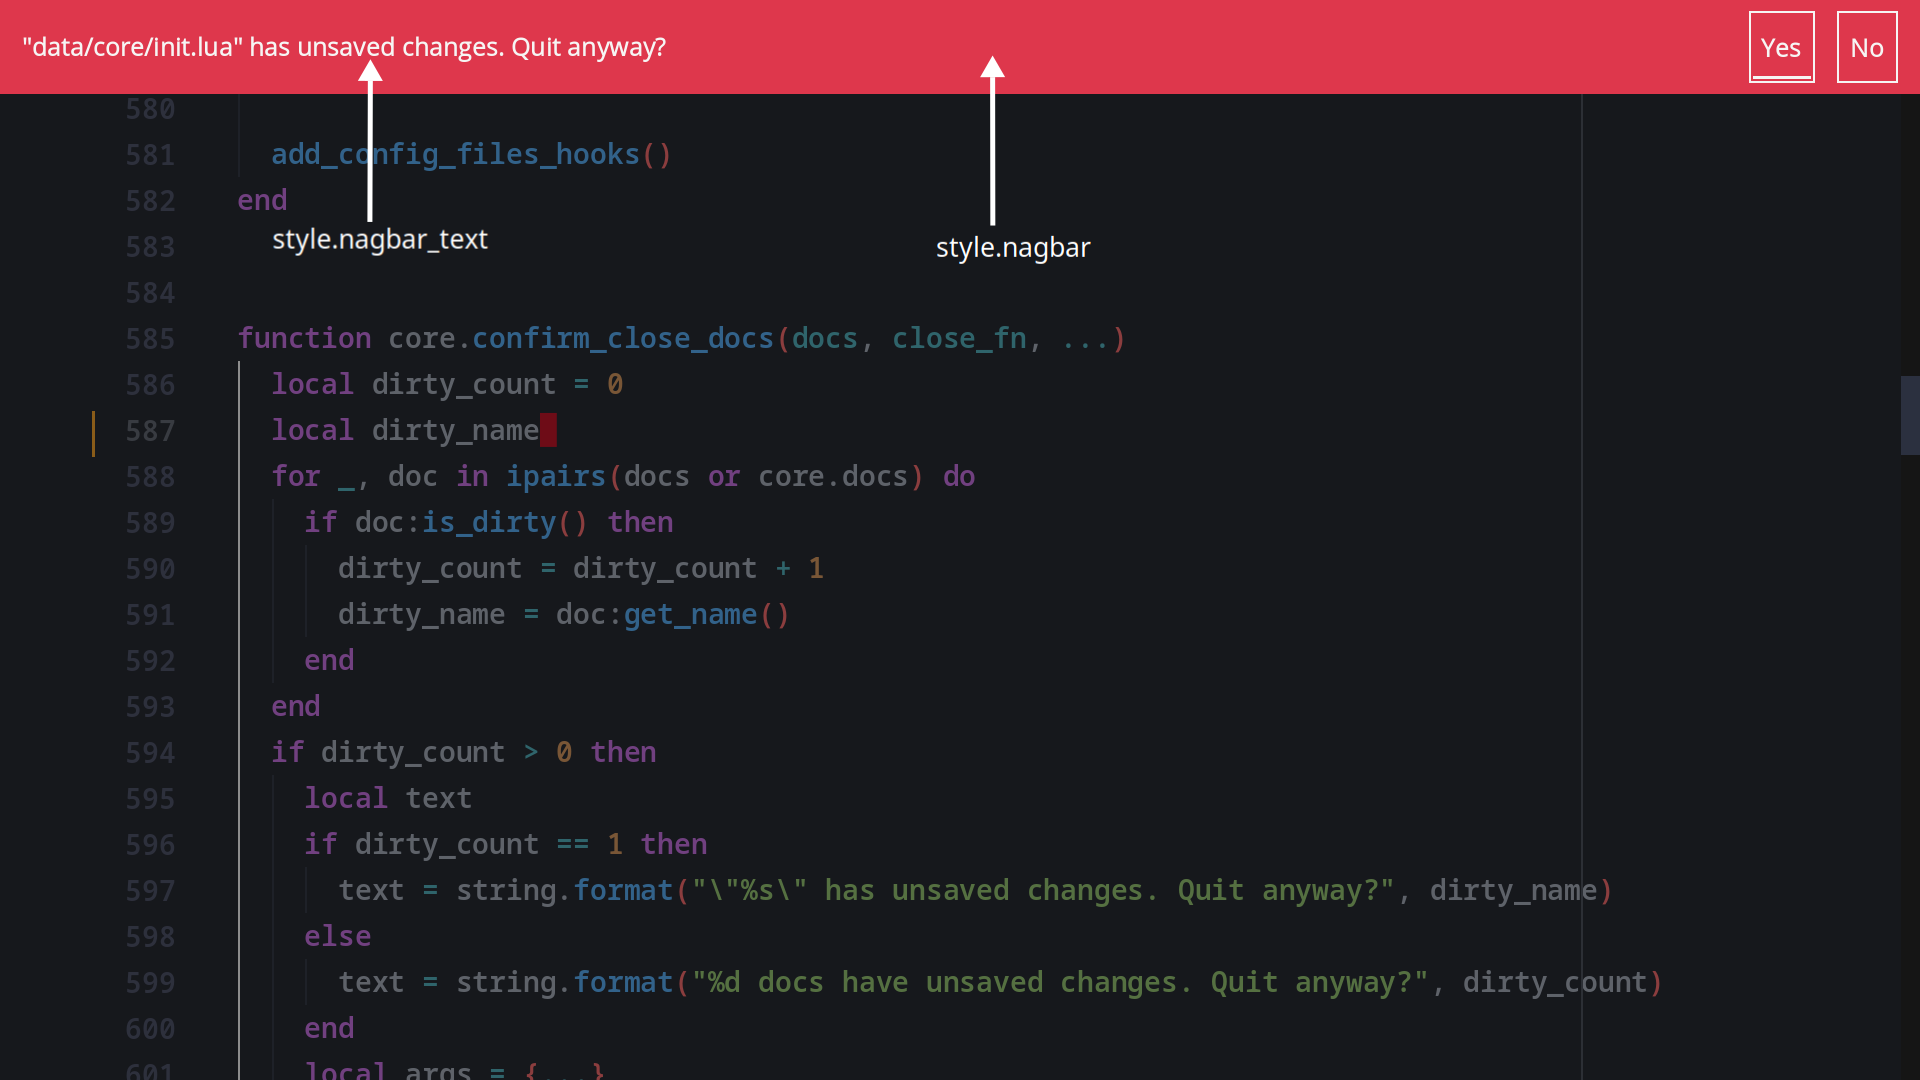 "data/core/init.lua" has unsaved changes. Quit anyway? Yes No
580
581 add_config_files_hooks()
582 end
style.nagbar_text style.nagbar
583
584
585 function core.confirm_close_docs(docs, close_fn, ...)
586 local dirty_count = 0
587 local dirty_name
588 for _, doc in ipairs(docs or core.docs) do
589 if doc:is_dirty() then
590 dirty_count = dirty_count + 1
591 dirty_name = doc:get_name()
592 end
593 end
594 if dirty_count > 0 then
595 local text
596 if dirty_count == 1 then
597 text = string.format("\"%s\" has unsaved changes. Quit anyway?", dirty_name)
598 else
599 text = string.format("%d docs have unsaved changes. Quit anyway?", dirty_count)
600 end
601 local args = {...}